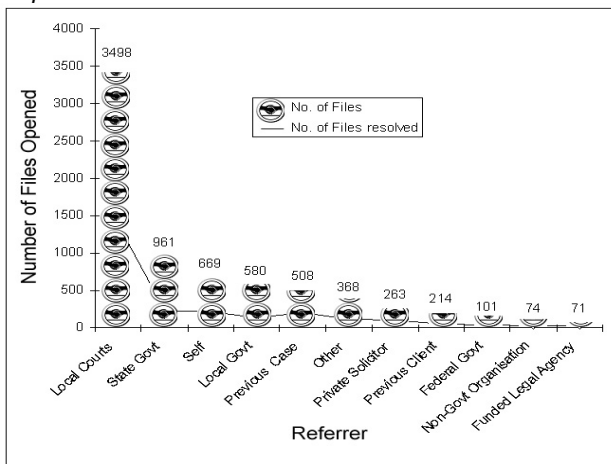 4000
3500
3000
2500
2000
1500
1000
500
0
Number of Files Opened
3498
961
669
580
508
368
263
214
101
74
71
No. of Files
No. of Files resolved
Local Courts
State Govt
Self
Local Govt
Previous Case
Other
Private Solicitor
Previous Client
Federal Govt
Non-Govt Organisation
Funded Legal Agency
Referrer